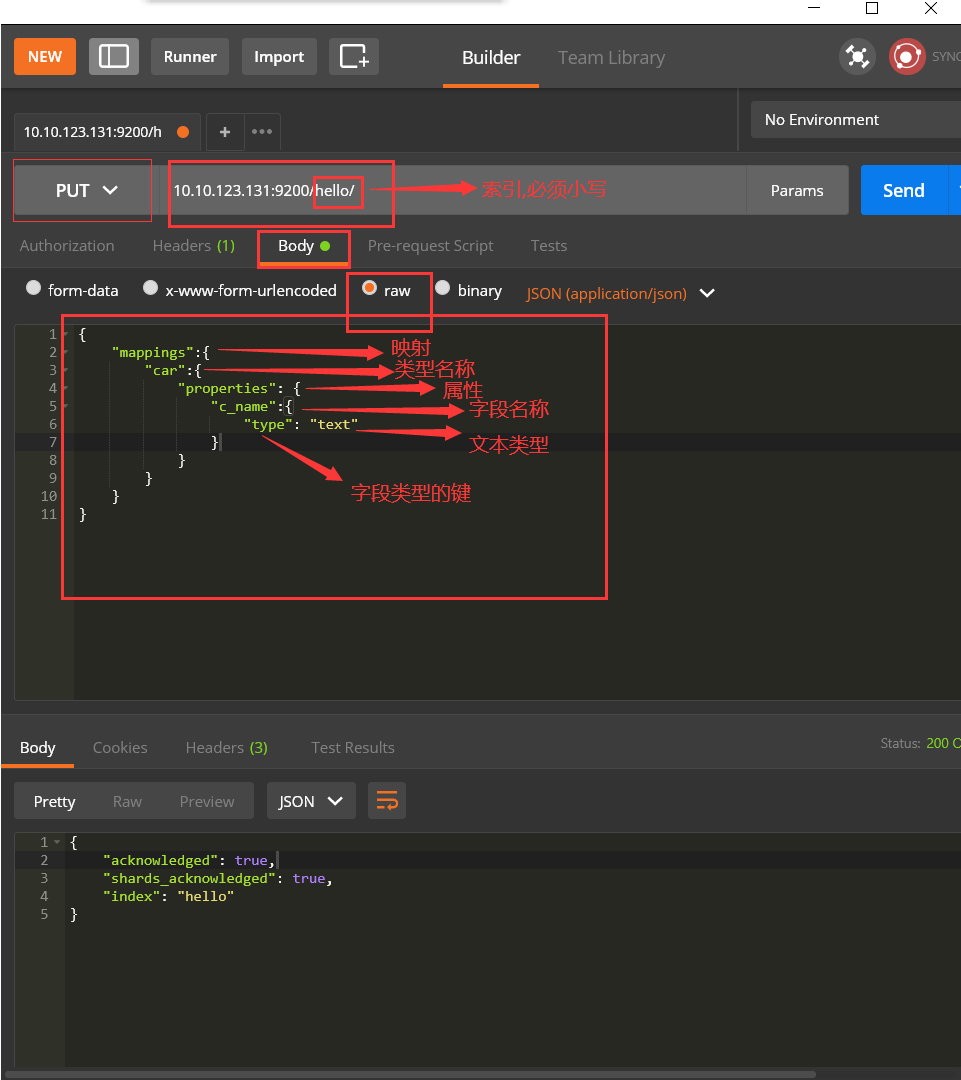 NEW Runner Import Builder Team Library SYNC
10.10.123.131:9200/h + ••• No Environment
PUT 10.10.123.131:9200/hello/ 索引,必须小写 Params Send
Authorization Headers (1) Body Pre-request Script Tests
form-data x-www-form-urlencoded raw binary JSON (application/json)
1 {
2 "mappings":{ 映射
3 "car":{ 类型名称
4 "properties": { 属性
5 "c_name":{ 字段名称
6 "type": "text" 文本类型
7 }
8 }
9 }
字段类型的键
10 }
11 }
Body Cookies Headers (3) Test Results Status: 200 O
Pretty Raw Preview JSON
1 {
2 "acknowledged": true,
3 "shards_acknowledged": true,
4 "index": "hello"
5 }